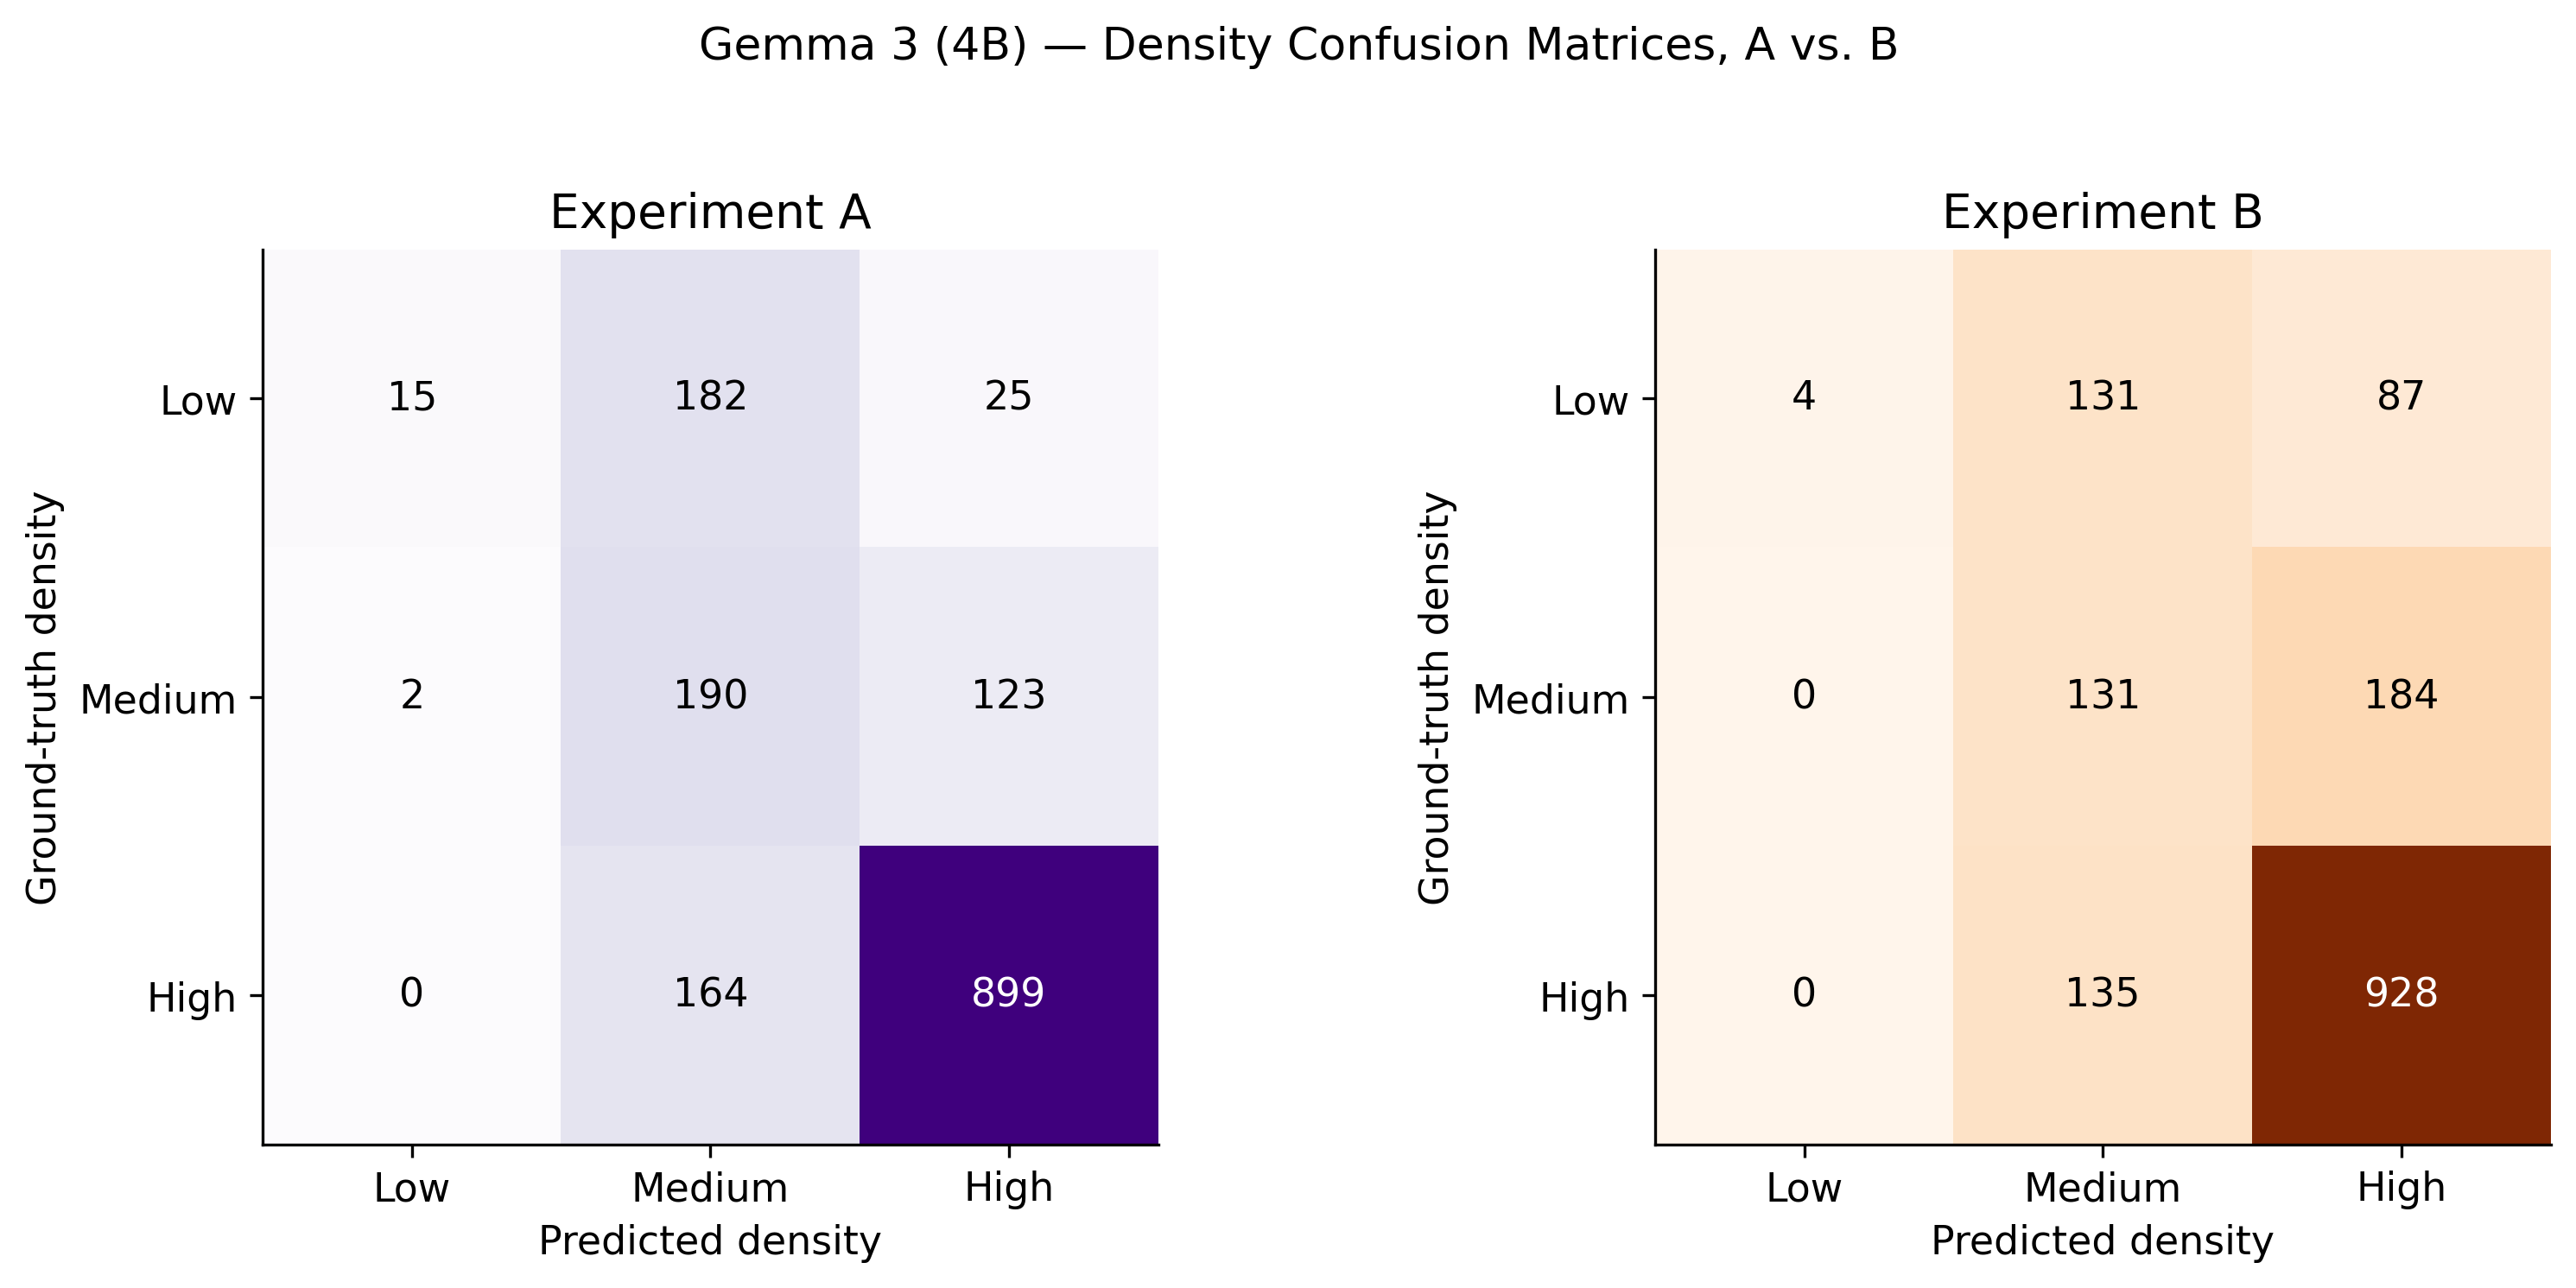 Gemma 3 (4B) — Density Confusion Matrices, A vs. B
Experiment A
Ground-truth density
Low
15
182
25
Medium
2
190
123
High
0
164
899
Low
Medium
High
Predicted density
Experiment B
Ground-truth density
Low
4
131
87
Medium
0
131
184
High
0
135
928
Low
Medium
High
Predicted density